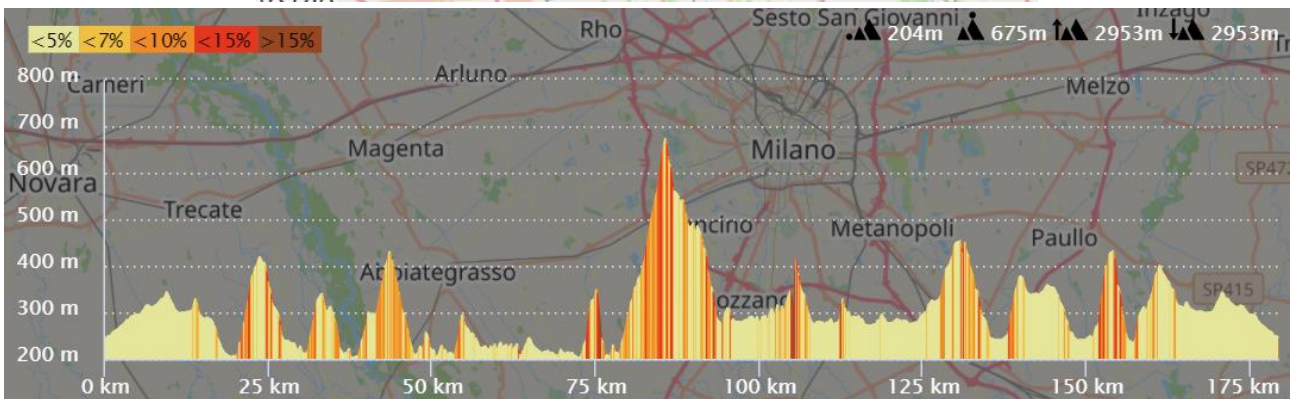 Sesto San Giovanni
Rho
<5% <7% <10% <15% >15%
204m 675m 2953m 2953m
800 m
Cameri
Arluno
Melzo
700 m
Magenta
Milano
600 m
Novara
Trecate
500 m
Metanopoli
Paullo
400 m
Abbiategrasso
SP415
300 m
200 m
0 km 25 km 50 km 75 km 100 km 125 km 150 km 175 km